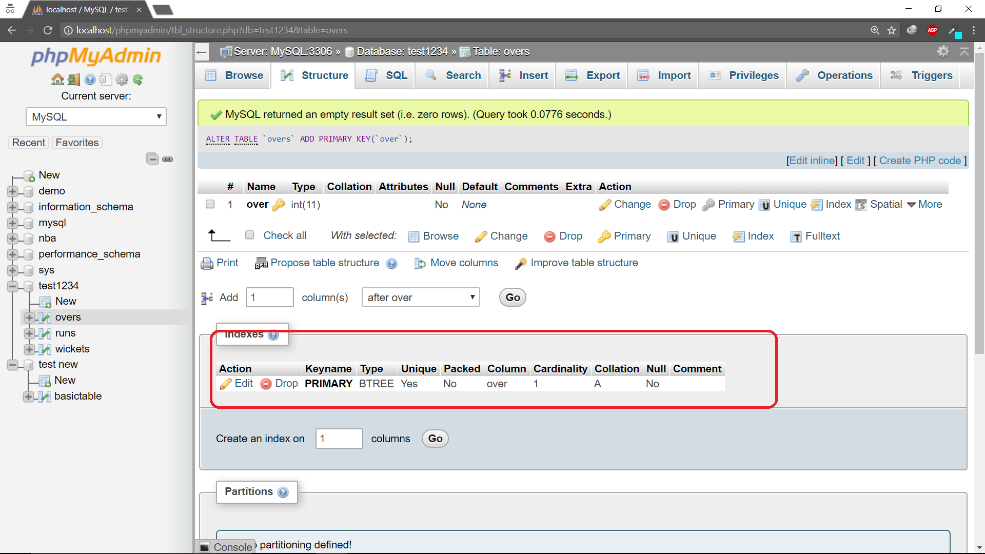 localhost / MySQL / test
localhost/phpmyadmin/tbl_structure.php?db=test1234&table=overs
ABP
phpMyAdmin
Current server:
MySQL
Recent Favorites
New
demo
information_schema
mysql
nba
performance_schema
sys
test1234
New
overs
runs
wickets
test new
New
basictable
Server: MySQL:3306 » Database: test1234 » Table: overs
Browse Structure SQL Search Insert Export Import Privileges Operations Triggers
MySQL returned an empty result set (i.e. zero rows). (Query took 0.0776 seconds.)
ALTER TABLE `overs` ADD PRIMARY KEY(`over`);
[Edit inline] [ Edit ] [ Create PHP code ]
# Name Type Collation Attributes Null Default Comments Extra Action
1 over int(11) No None Change Drop Primary Unique Index Spatial More
Check all With selected: Browse Change Drop Primary Unique Index Fulltext
Print Propose table structure Move columns Improve table structure
Add 1 column(s) after over Go
Indexes
Action Keyname Type Unique Packed Column Cardinality Collation Null Comment
Edit Drop PRIMARY BTREE Yes No over 1 A No
Create an index on 1 columns Go
Partitions
partitioning defined!
Console